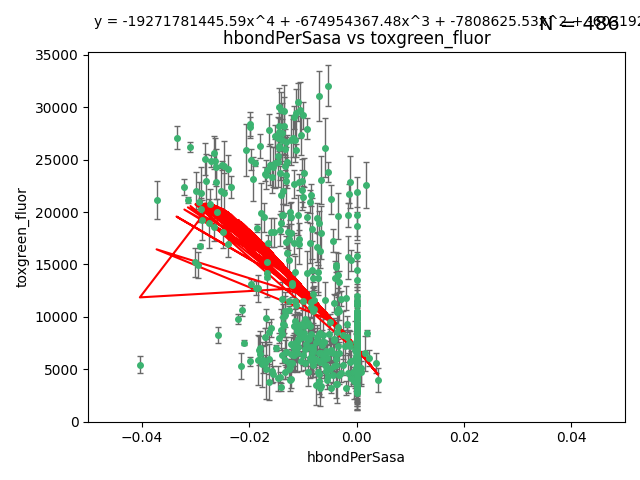 y = -19271781445.59x^4 + -674954367.48x^3 + -7808625.53x^2 +
N = 486
hbondPerSasa vs toxgreen_fluor
35000
30000
25000
20000
15000
10000
5000
0
toxgreen_fluor
−0.04
−0.02
0.00
0.02
0.04
hbondPerSasa